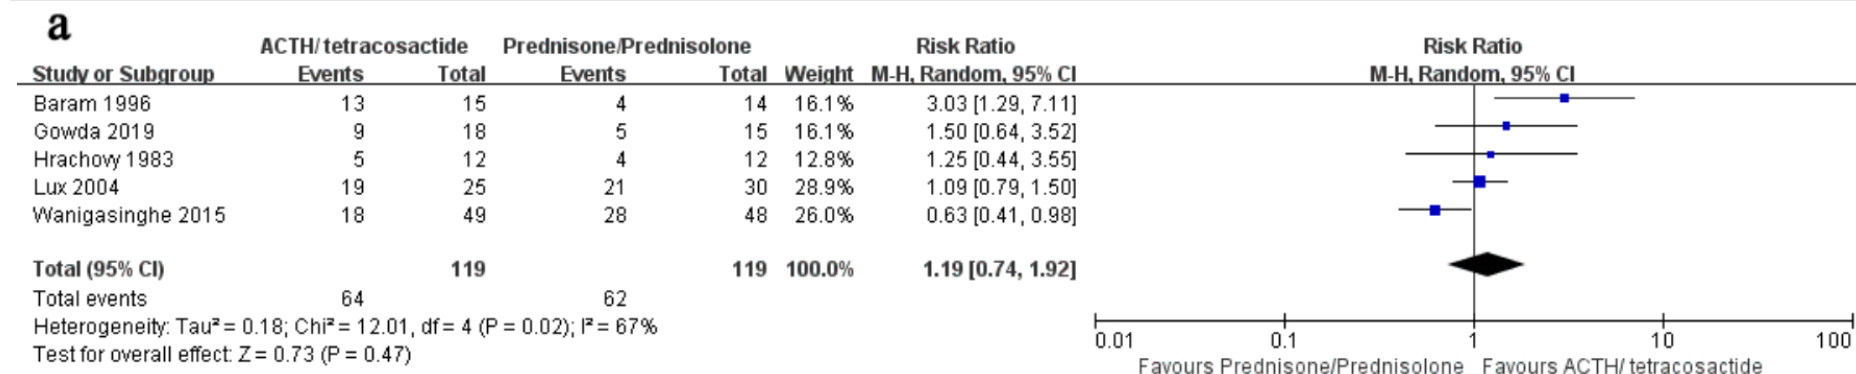 a
ACTH/ tetracosactide Prednisone/Prednisolone Risk Ratio Risk Ratio
Study or Subgroup Events Total Events Total Weight M-H, Random, 95% CI M-H, Random, 95% CI
Baram 1996 13 15 4 14 16.1% 3.03 [1.29, 7.11]
Gowda 2019 9 18 5 15 16.1% 1.50 [0.64, 3.52]
Hrachovy 1983 5 12 4 12 12.8% 1.25 [0.44, 3.55]
Lux 2004 19 25 21 30 28.9% 1.09 [0.79, 1.50]
Wanigasinghe 2015 18 49 28 48 26.0% 0.63 [0.41, 0.98]
Total (95% CI) 119 119 100.0% 1.19 [0.74, 1.92]
Total events 64 62
Heterogeneity: Tau² = 0.18; Chi² = 12.01, df = 4 (P = 0.02); I² = 67%
Test for overall effect: Z = 0.73 (P = 0.47)
0.01 0.1 1 10 100
Favours Prednisone/Prednisolone Favours ACTH/ tetracosactide